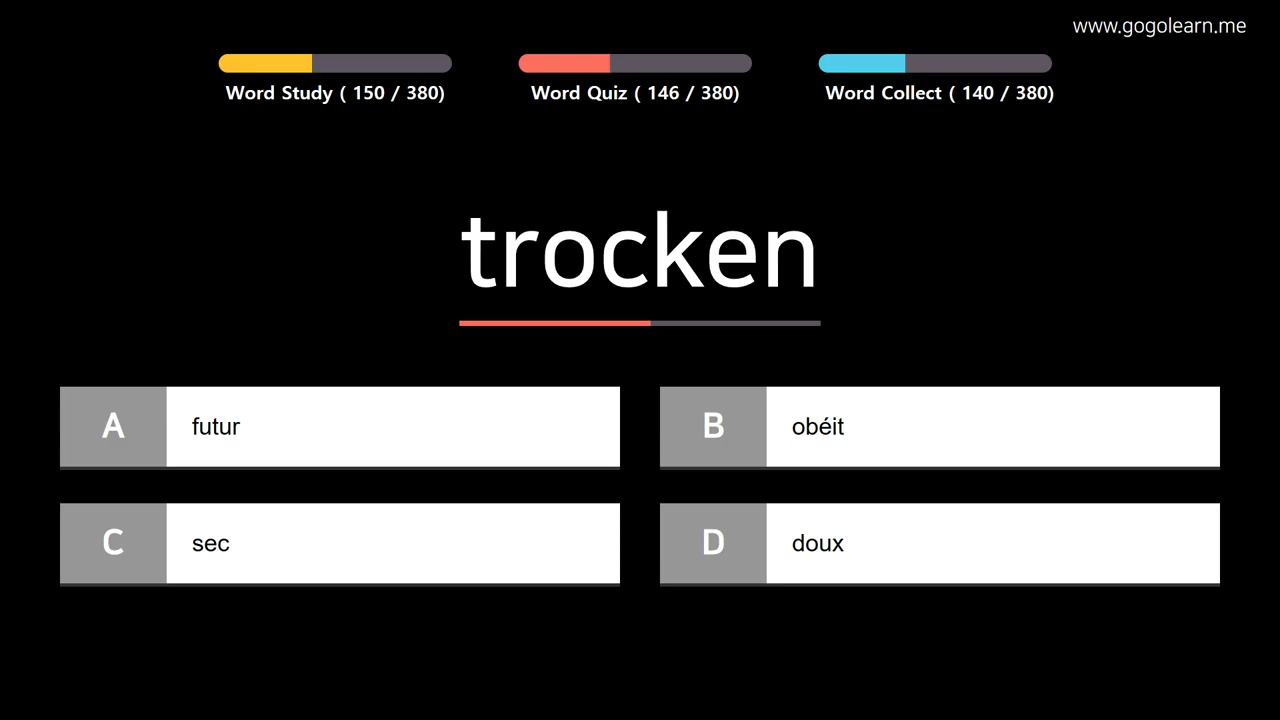 www.gogolearn.me
Word Study ( 150 / 380)
Word Quiz ( 146 / 380)
Word Collect ( 140 / 380)
trocken
A futur
B obéit
C sec
D doux